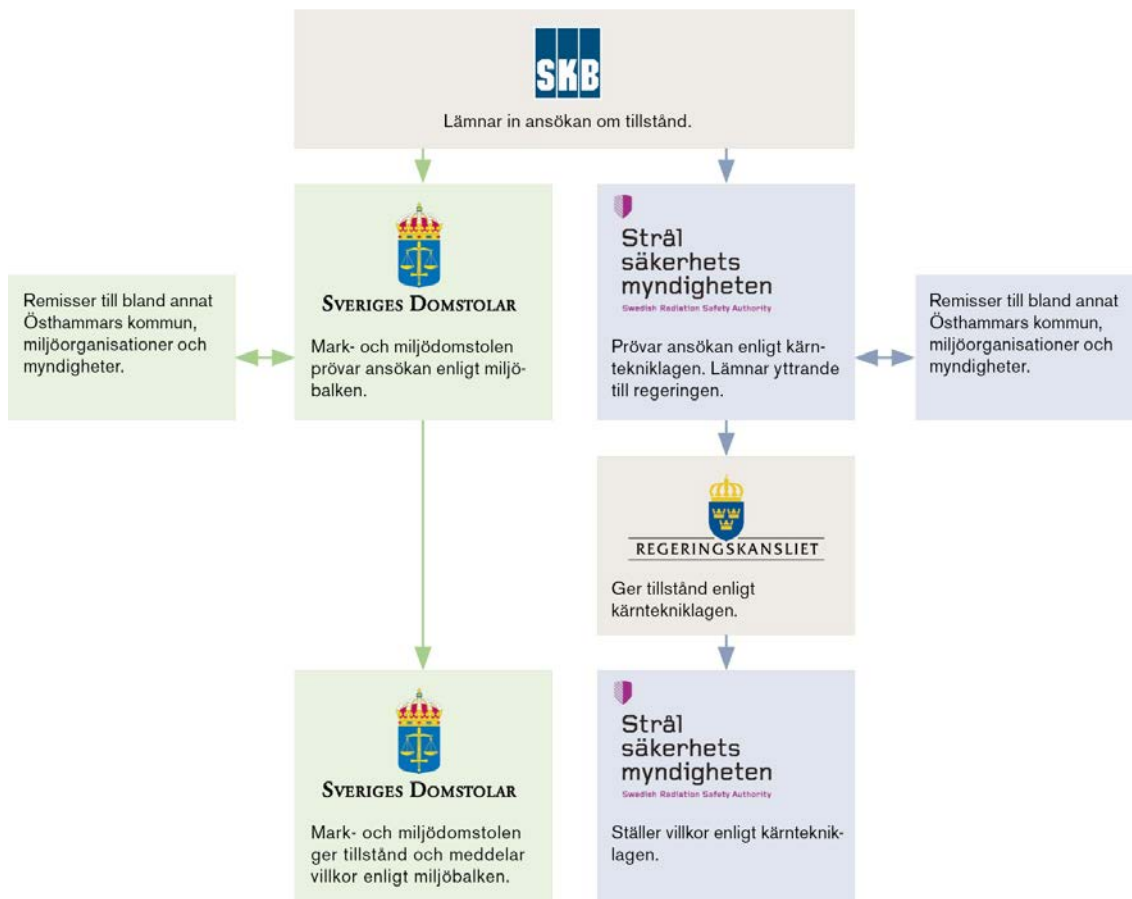 SKB
Lämnar in ansökan om tillstånd.
SVERIGES DOMSTOLAR
Mark- och miljödomstolen
prövar ansökan enligt miljö-
balken.
Strål
säkerhets
myndigheten
Swedish Radiation Safety Authority
Prövar ansökan enligt kärn-
tekniklagen. Lämnar yttrande
till regeringen.
Remisser till bland annat
Östhammars kommun,
miljöorganisationer och
myndigheter.
Remisser till bland annat
Östhammars kommun,
miljöorganisationer och
myndigheter.
REGERINGSKANSLIET
Ger tillstånd enligt
kärntekniklagen.
SVERIGES DOMSTOLAR
Mark- och miljödomstolen
ger tillstånd och meddelar
villkor enligt miljöbalken.
Strål
säkerhets
myndigheten
Swedish Radiation Safety Authority
Ställer villkor enligt kärnteknik-
lagen.